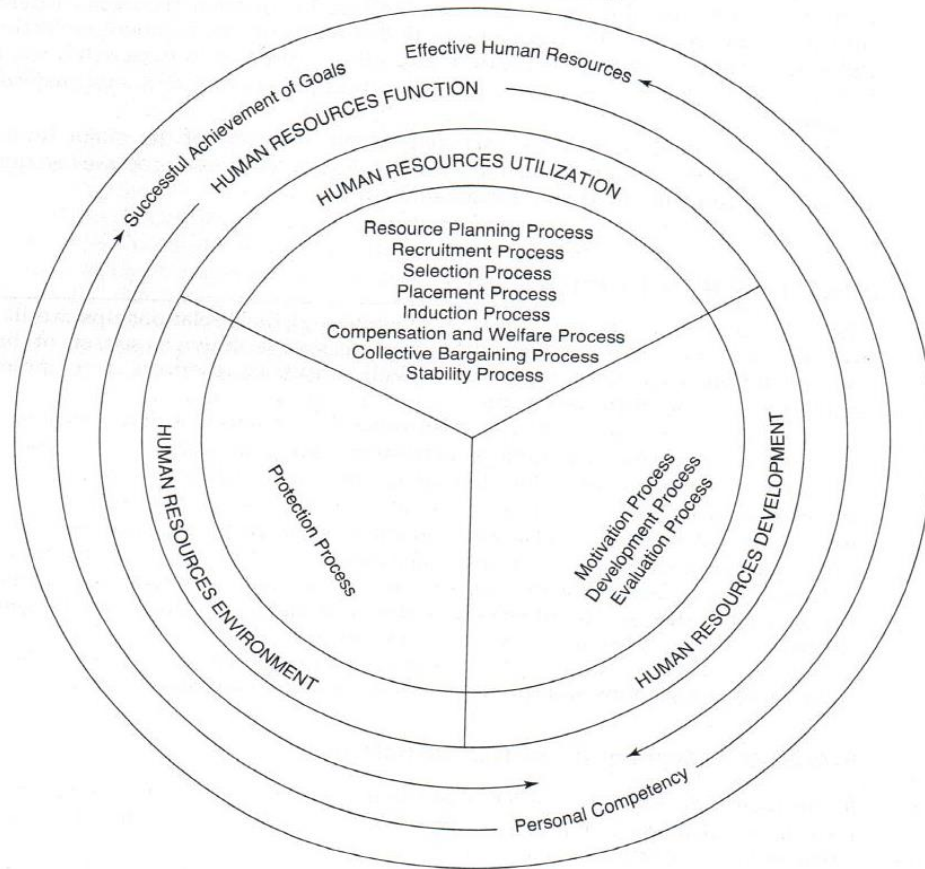 Effective Human Resources
Successful Achievement of Goals
HUMAN RESOURCES FUNCTION
HUMAN RESOURCES UTILIZATION
Resource Planning Process
Recruitment Process
Selection Process
Placement Process
Induction Process
Compensation and Welfare Process
Collective Bargaining Process
Stability Process
HUMAN RESOURCES ENVIRONMENT
Protection Process
Motivation Process
Development Process
Evaluation Process
HUMAN RESOURCES DEVELOPMENT
Personal Competency